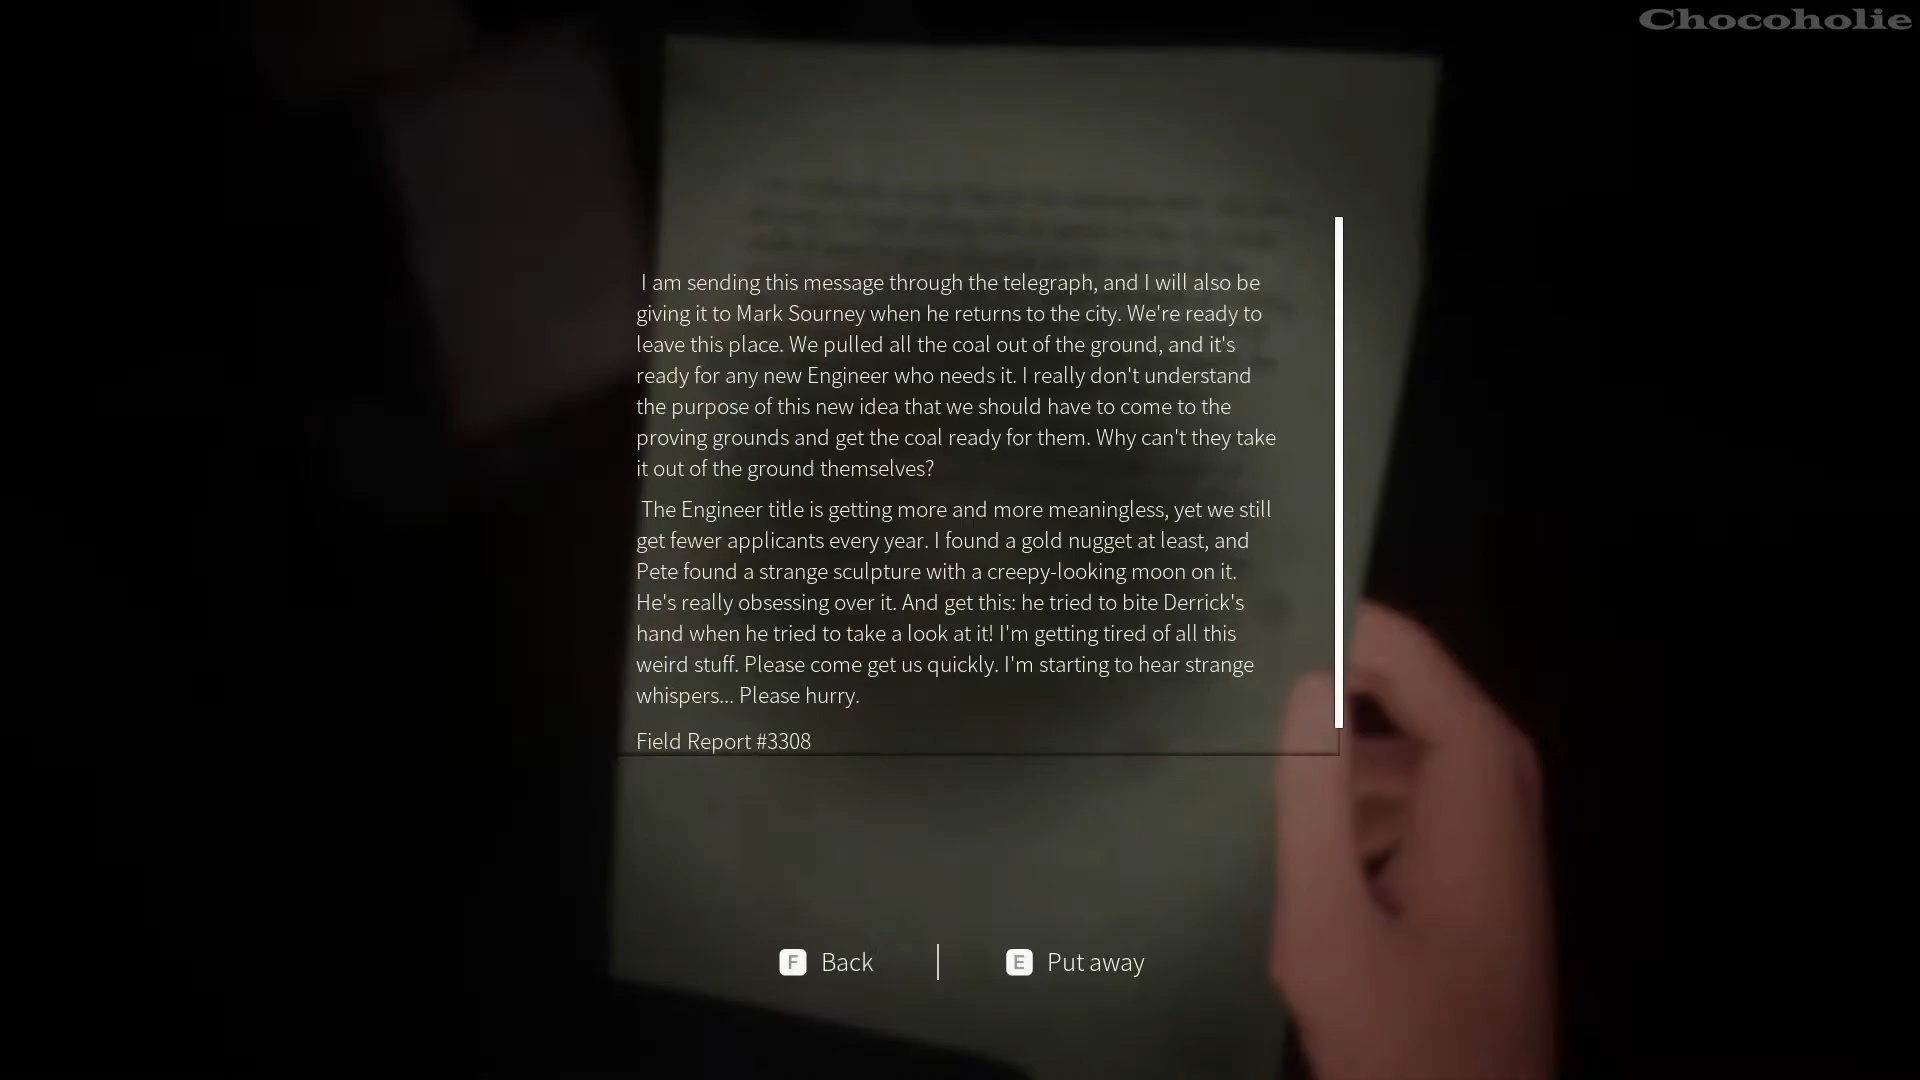 Chocoholie
I am sending this message through the telegraph, and I will also be
giving it to Mark Sourney when he returns to the city. We're ready to
leave this place. We pulled all the coal out of the ground, and it's
ready for any new Engineer who needs it. I really don't understand
the purpose of this new idea that we should have to come to the
proving grounds and get the coal ready for them. Why can't they take
it out of the ground themselves?
The Engineer title is getting more and more meaningless, yet we still
get fewer applicants every year. I found a gold nugget at least, and
Pete found a strange sculpture with a creepy-looking moon on it.
He's really obsessing over it. And get this: he tried to bite Derrick's
hand when he tried to take a look at it! I'm getting tired of all this
weird stuff. Please come get us quickly. I'm starting to hear strange
whispers... Please hurry.
Field Report #3308
F Back | E Put away